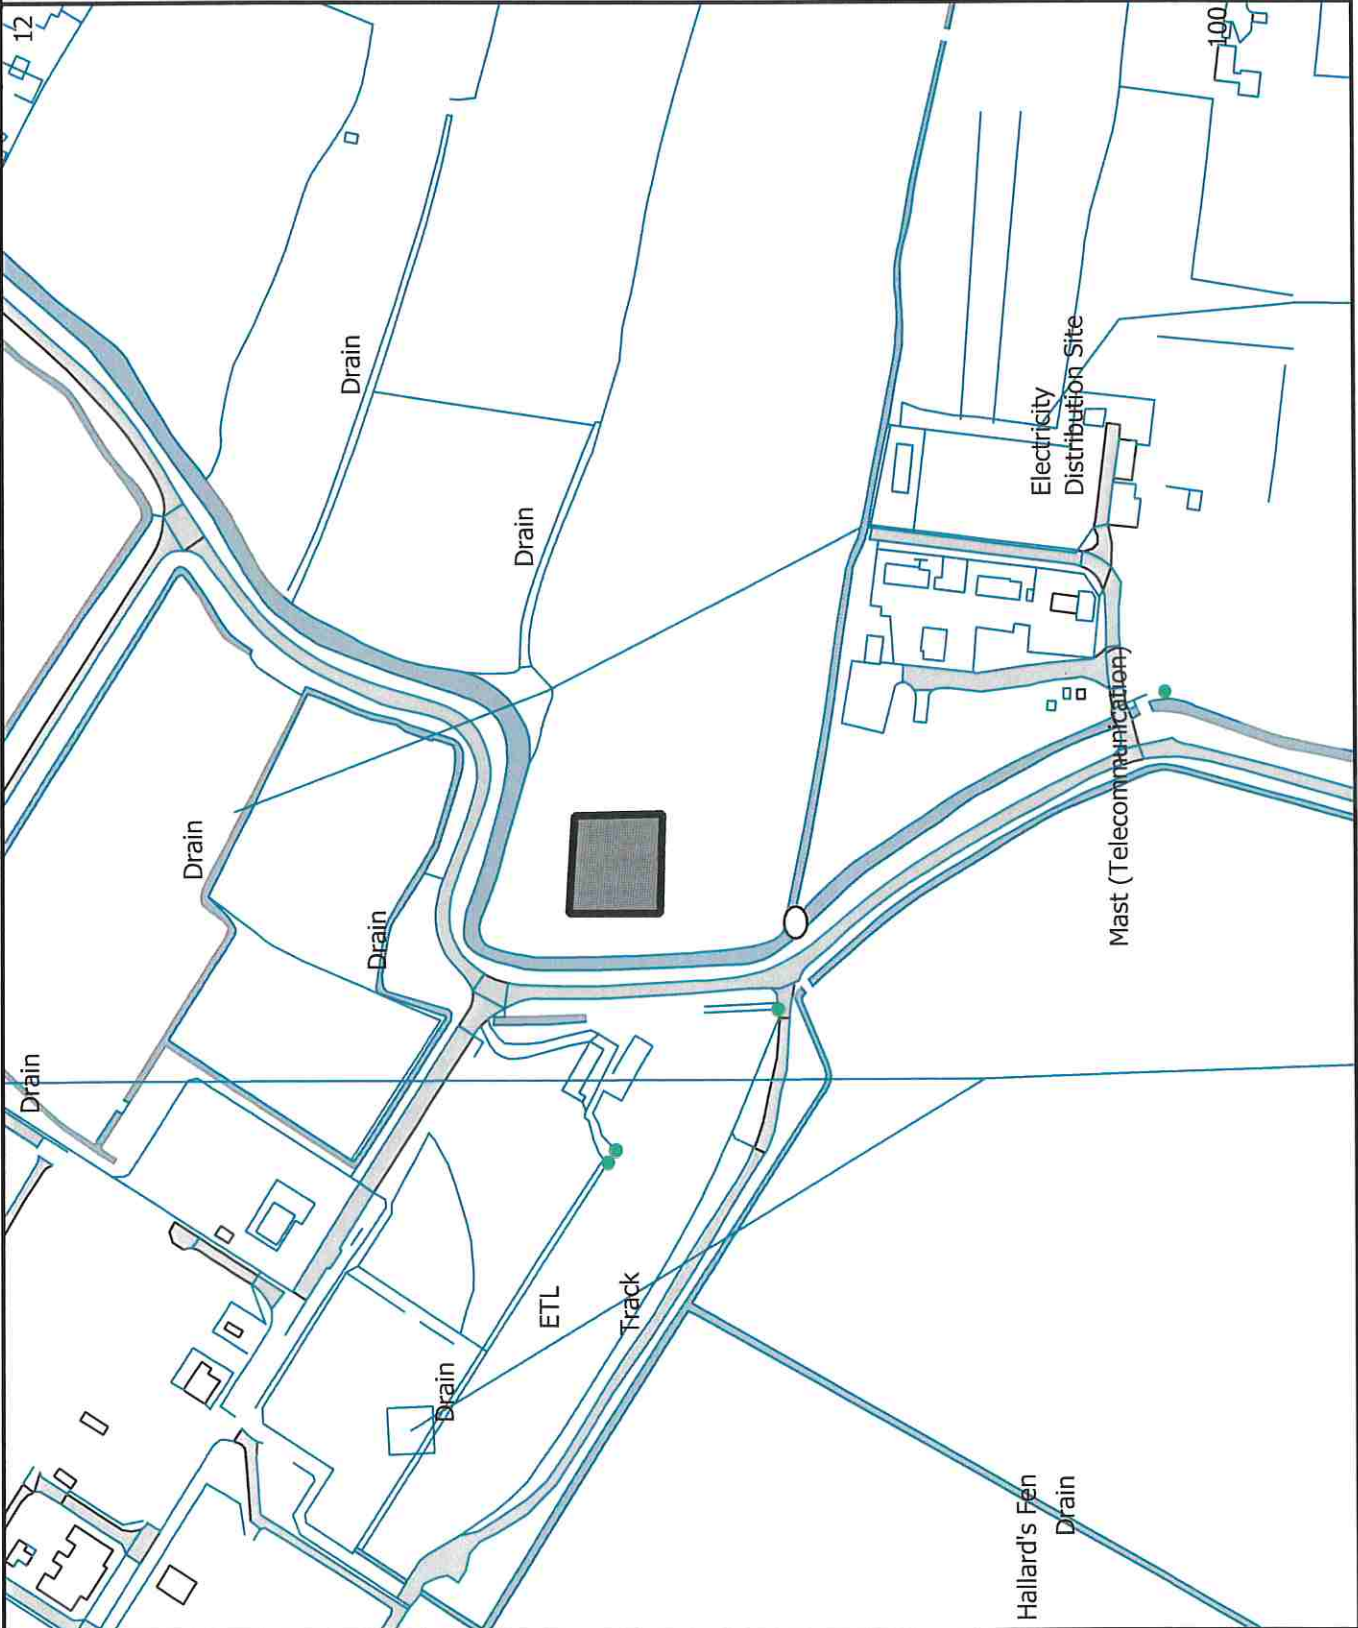 12
100
Drain
Drain
Electricity
Distribution Site
Drain
Drain
Mast (Telecommunication)
Drain
ETL
Track
Drain
Hallard's Fen
Drain